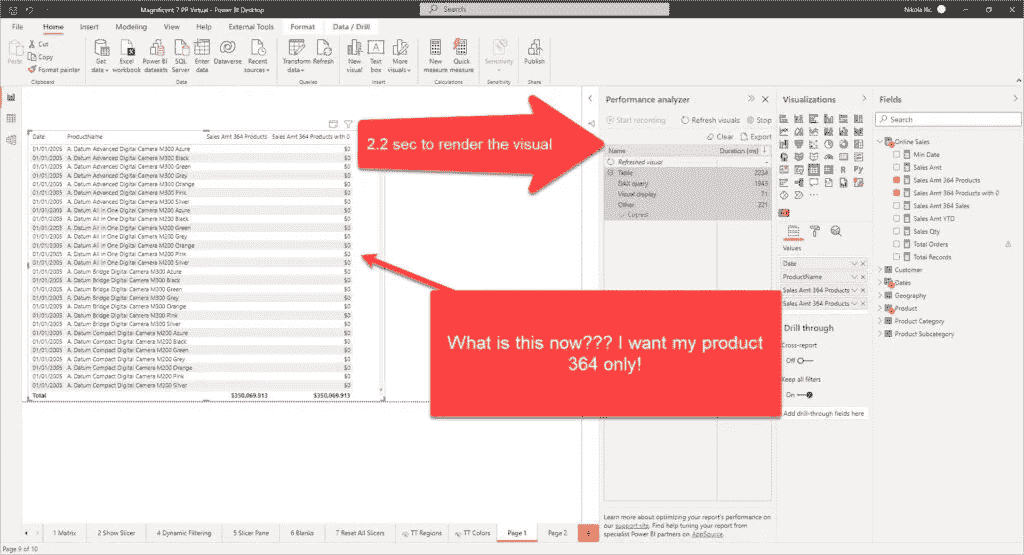 Magnificent 7 PP Virtual - Power BI Desktop
Search
Nikola Ilic
File Home Insert Modeling View Help External Tools Format Data / Drill
Paste
Cut
Copy
Format painter
Clipboard
Get data
Excel workbook
Power BI datasets
SQL Server
Enter data
Dataverse
Recent sources
Data
Transform data
Refresh
Queries
New visual
Text box
More visuals
Insert
New measure
Quick measure
Calculations
Sensitivity
Sensitivity
Publish
Share
Date ProductName Sales Amt 364 Products Sales Amt 364 Products with 0
01/01/2005 A. Datum Advanced Digital Camera M300 Azure $0
01/01/2005 A. Datum Advanced Digital Camera M300 Black $0
01/01/2005 A. Datum Advanced Digital Camera M300 Green $0
01/01/2005 A. Datum Advanced Digital Camera M300 Grey $0
01/01/2005 A. Datum Advanced Digital Camera M300 Orange $0
01/01/2005 A. Datum Advanced Digital Camera M300 Pink $0
01/01/2005 A. Datum Advanced Digital Camera M300 Silver $0
01/01/2005 A. Datum All in One Digital Camera M200 Azure $0
01/01/2005 A. Datum All in One Digital Camera M200 Black $0
01/01/2005 A. Datum All in One Digital Camera M200 Green $0
01/01/2005 A. Datum All in One Digital Camera M200 Grey $0
01/01/2005 A. Datum All in One Digital Camera M200 Orange $0
01/01/2005 A. Datum All in One Digital Camera M200 Pink $0
01/01/2005 A. Datum All in One Digital Camera M200 Silver $0
01/01/2005 A. Datum Bridge Digital Camera M300 Azure $0
01/01/2005 A. Datum Bridge Digital Camera M300 Black $0
01/01/2005 A. Datum Bridge Digital Camera M300 Green $0
01/01/2005 A. Datum Bridge Digital Camera M300 Grey $0
01/01/2005 A. Datum Bridge Digital Camera M300 Orange $0
01/01/2005 A. Datum Bridge Digital Camera M300 Pink $0
01/01/2005 A. Datum Bridge Digital Camera M300 Silver $0
01/01/2005 A. Datum Compact Digital Camera M200 Azure $0
01/01/2005 A. Datum Compact Digital Camera M200 Black $0
01/01/2005 A. Datum Compact Digital Camera M200 Green $0
01/01/2005 A. Datum Compact Digital Camera M200 Grey $0
01/01/2005 A. Datum Compact Digital Camera M200 Orange $0
01/01/2005 A. Datum Compact Digital Camera M200 Pink $0
01/01/2005 A. Datum Compact Digital Camera M200 Silver $0
Total $350,069.913 $350,069.913
2.2 sec to render the visual
What is this now??? I want my product
364 only!
Performance analyzer
Start recording Refresh visuals Stop
Clear Export
Name Duration (ms)
Refreshed visual -
Table 2234
DAX query 1943
Visual display 71
Other 221
Copied
Learn more about optimizing your report's performance on
our support site. Find help tuning your report from
specialist Power BI partners on AppSource.
Visualizations
Values
Date
ProductName
Sales Amt 364 Products
Sales Amt 364 Products
Drill through
Cross-report
Off
Keep all filters
On
Add drill-through fields here
Fields
Search
Online Sales
Min Date
Sales Amt
Sales Amt 364 Products
Sales Amt 364 Products with 0
Sales Amt 364 Sales
Sales Amt YTD
Sales Qty
Total Orders
Total Records
Customer
Dates
Geography
Product
Product Category
Product Subcategory
1 Matrix 2 Show Slicer 4 Dynamic Filtering 5 Slicer Pane 6 Blanks 7 Reset All Slicers TT Regions TT Colors Page 1 Page 2 +
Page 9 of 10